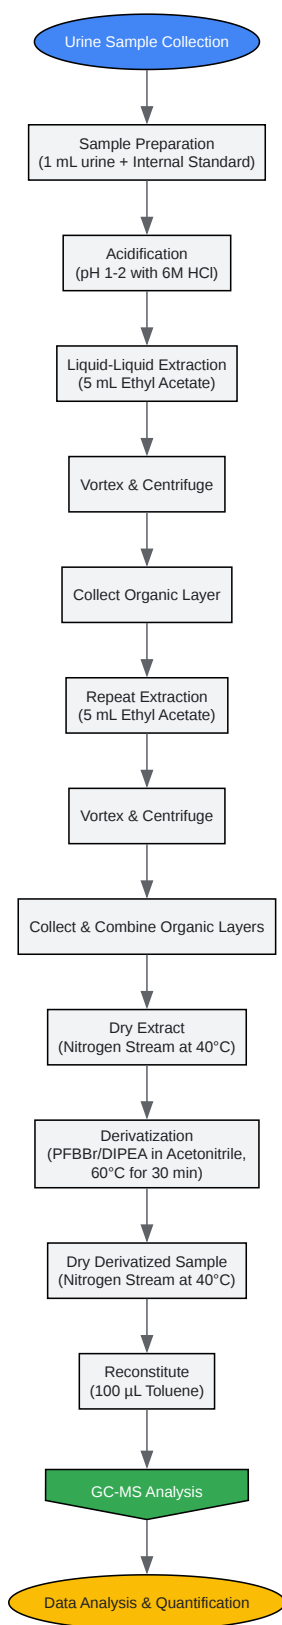 Urine Sample Collection
Sample Preparation
(1 mL urine + Internal Standard)
Acidification
(pH 1-2 with 6M HCl)
Liquid-Liquid Extraction
(5 mL Ethyl Acetate)
Vortex & Centrifuge
Collect Organic Layer
Repeat Extraction
(5 mL Ethyl Acetate)
Vortex & Centrifuge
Collect & Combine Organic Layers
Dry Extract
(Nitrogen Stream at 40°C)
Derivatization
(PFBBr/DIPEA in Acetonitrile,
60°C for 30 min)
Dry Derivatized Sample
(Nitrogen Stream at 40°C)
Reconstitute
(100 µL Toluene)
GC-MS Analysis
Data Analysis & Quantification